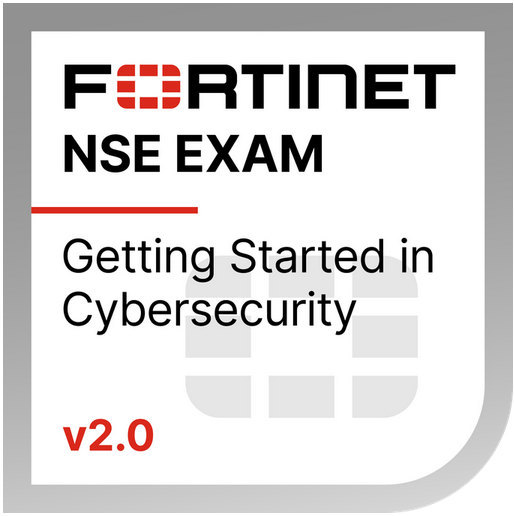 FORTINET
NSE EXAM
Getting Started in
Cybersecurity
v2.0